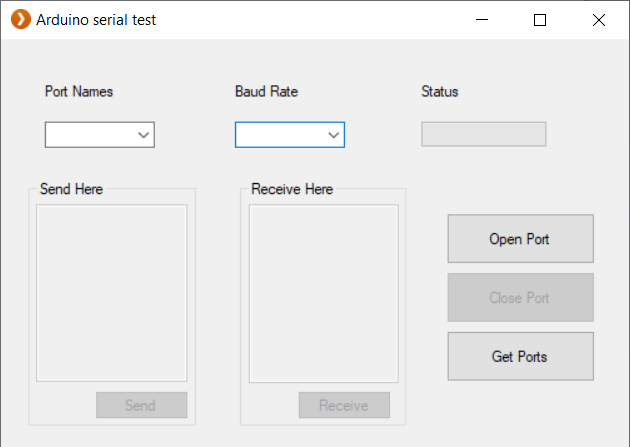 Arduino serial test
Port Names
Baud Rate
Status
Send Here
Receive Here
Open Port
Close Port
Get Ports
Send
Receive